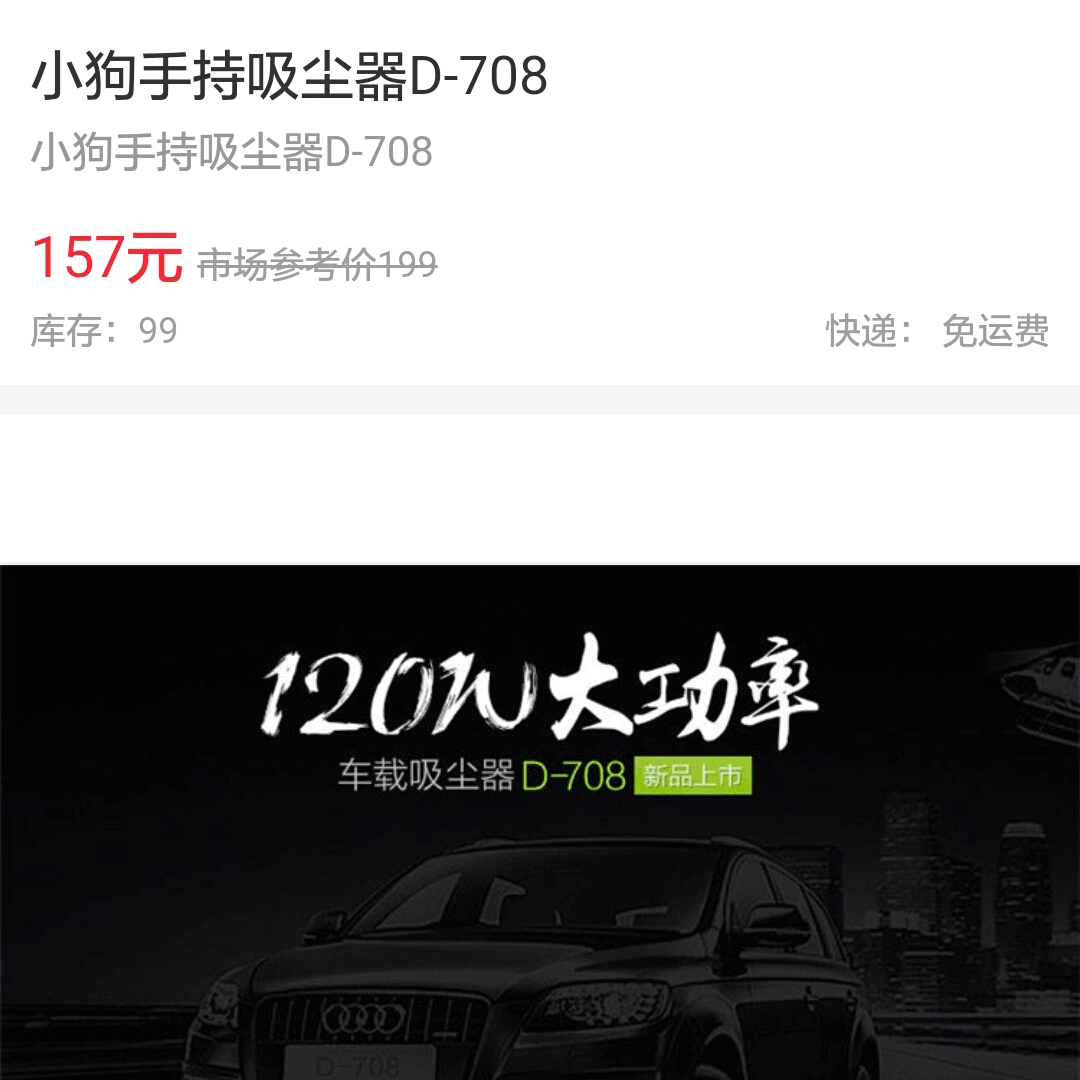 小狗手持吸尘器D-708
小狗手持吸尘器D-708
157元 市场参考价199
库存：99 快递： 免运费
120W大功率
车载吸尘器D-708 新品上市
D-708